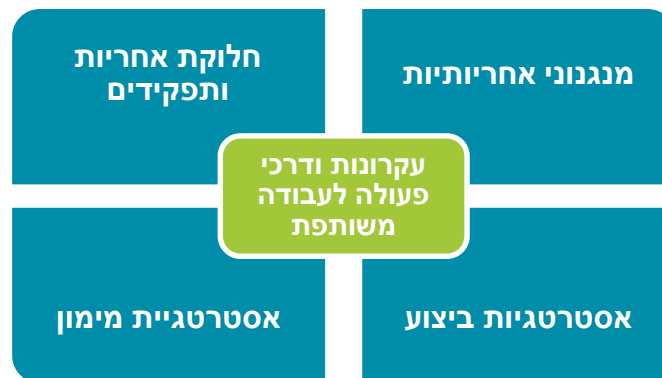 מנגנוני אחריותיות
חלוקת אחריות
ותפקידים
עקרונות ודרכי
פעולה לעבודה
משותפת
אסטרטגיות ביצוע
אסטרטגיית מימון